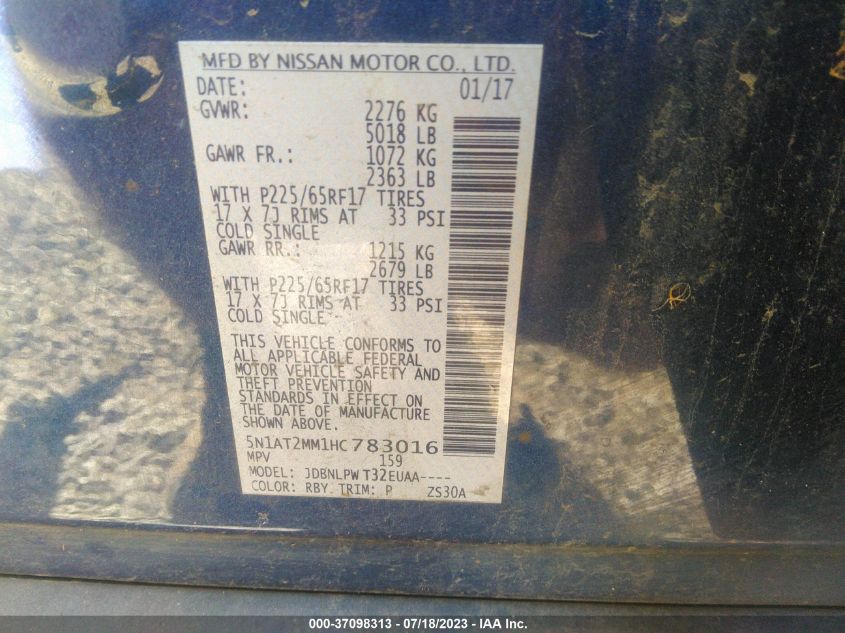 MFD BY NISSAN MOTOR CO., LTD.
DATE: 01/17
GVWR: 2276 KG
5018 LB
GAWR FR.: 1072 KG
2363 LB
WITH P225/65RF17 TIRES
17 X 7J RIMS AT 33 PSI
COLD SINGLE
GAWR RR.: 1215 KG
2679 LB
WITH P225/65RF17 TIRES
17 X 7J RIMS AT 33 PSI
COLD SINGLE
THIS VEHICLE CONFORMS TO
ALL APPLICABLE FEDERAL
MOTOR VEHICLE SAFETY AND
THEFT PREVENTION
STANDARDS IN EFFECT ON
THE DATE OF MANUFACTURE
SHOWN ABOVE.
5N1AT2MM1HC783016
MPV 159
MODEL: JDBNLPW T32EUAA----
COLOR: RBY TRIM: P ZS30A
000-37098313 - 07/18/2023 - IAA Inc.